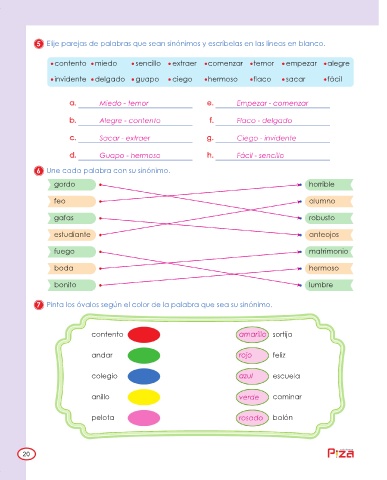 5 Elije parejas de palabras que sean sinónimos y escríbelas en las líneas en blanco.
•contento •miedo •sencillo •extraer •comenzar •temor •empezar •alegre
•invidente •delgado •guapo •ciego •hermoso •flaco •sacar •fácil
a. Miedo - temor e. Empezar - comenzar
b. Alegre - contento f. Flaco - delgado
c. Sacar - extraer g. Ciego - invidente
d. Guapo - hermoso h. Fácil - sencillo
6 Une cada palabra con su sinónimo.
gordo horrible
feo alumno
gafas robusto
estudiante anteojos
fuego matrimonio
boda hermoso
bonito lumbre
7 Pinta los óvalos según el color de la palabra que sea su sinónimo.
contento amarillo sortija
andar rojo feliz
colegio azul escuela
anillo verde caminar
pelota rosado balón
20 Piza